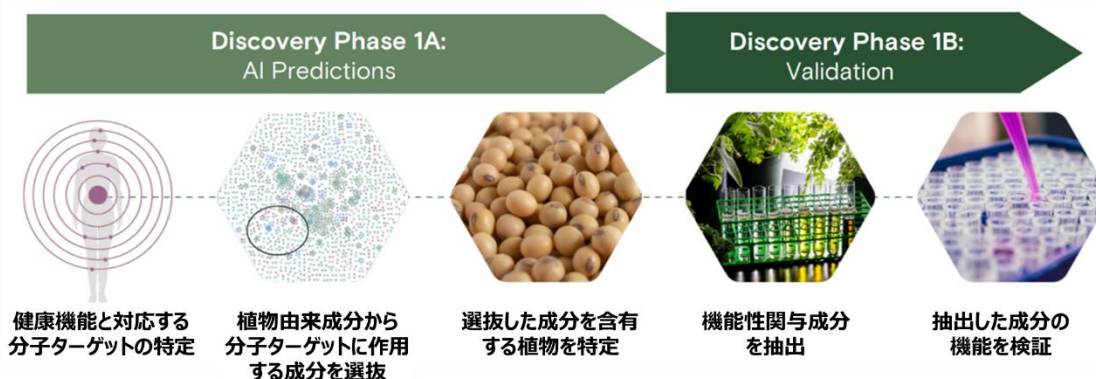 Discovery Phase 1A:
AI Predictions
Discovery Phase 1B:
Validation
健康機能と対応する
分子ターゲットの特定
植物由来成分から
分子ターゲットに作用
する成分を選抜
選抜した成分を含有
する植物を特定
機能性関与成分
を抽出
抽出した成分の
機能を検証